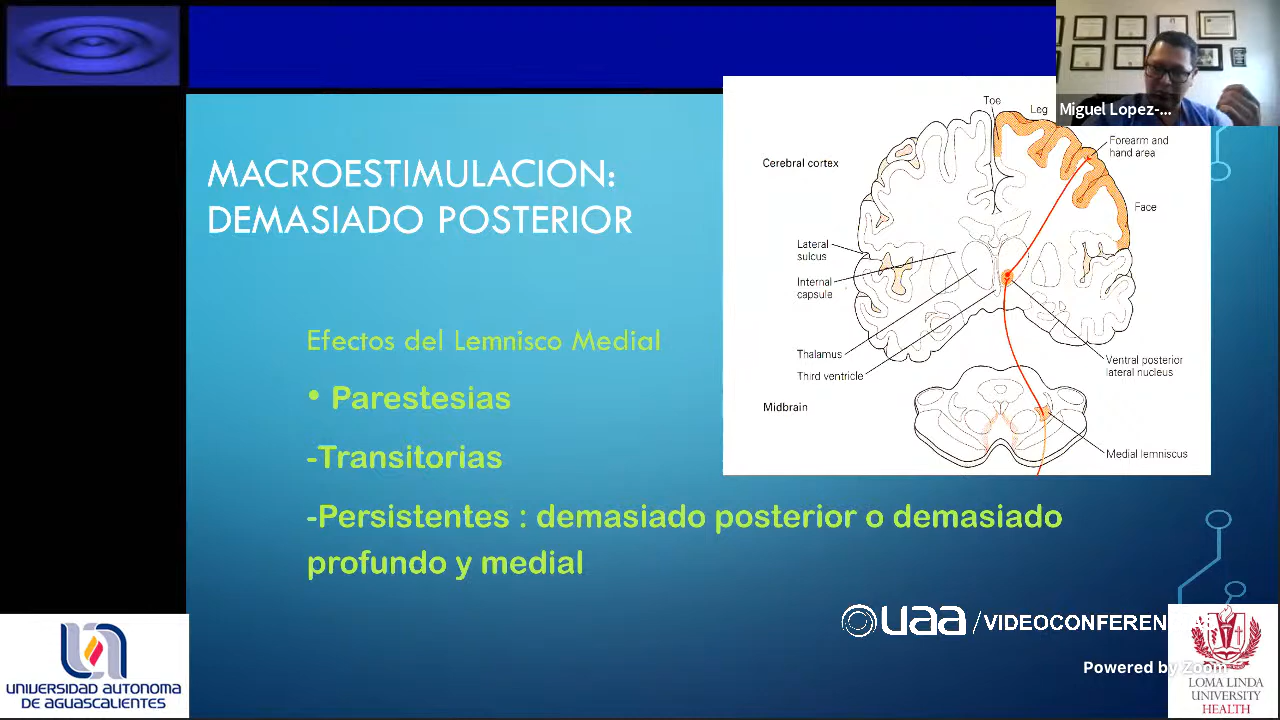 Miguel Lopez-...
MACROESTIMULACION:
DEMASIADO POSTERIOR
Efectos del Lemnisco Medial
• Parestesias
-Transitorias
-Persistentes : demasiado posterior o demasiado
profundo y medial
Toe
Leg
Forearm and
hand area
Cerebral cortex
Face
Lateral
sulcus
Internal
capsule
Thalamus
Third ventricle
Ventral posterior
lateral nucleus
Midbrain
Medial lemniscus
uaa /VIDEOCONFEREN
Powered by Zoom
UNIVERSIDAD AUTONOMA
DE AGUASCALIENTES
LOMA LINDA
UNIVERSITY
HEALTH